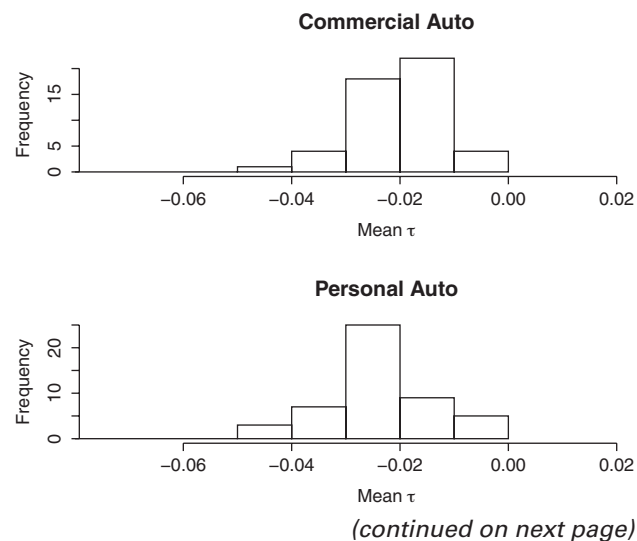 Commercial Auto
Frequency
15
5
0
−0.06 −0.04 −0.02 0.00 0.02
Mean τ
Personal Auto
Frequency
20
10
0
−0.06 −0.04 −0.02 0.00 0.02
Mean τ
(continued on next page)